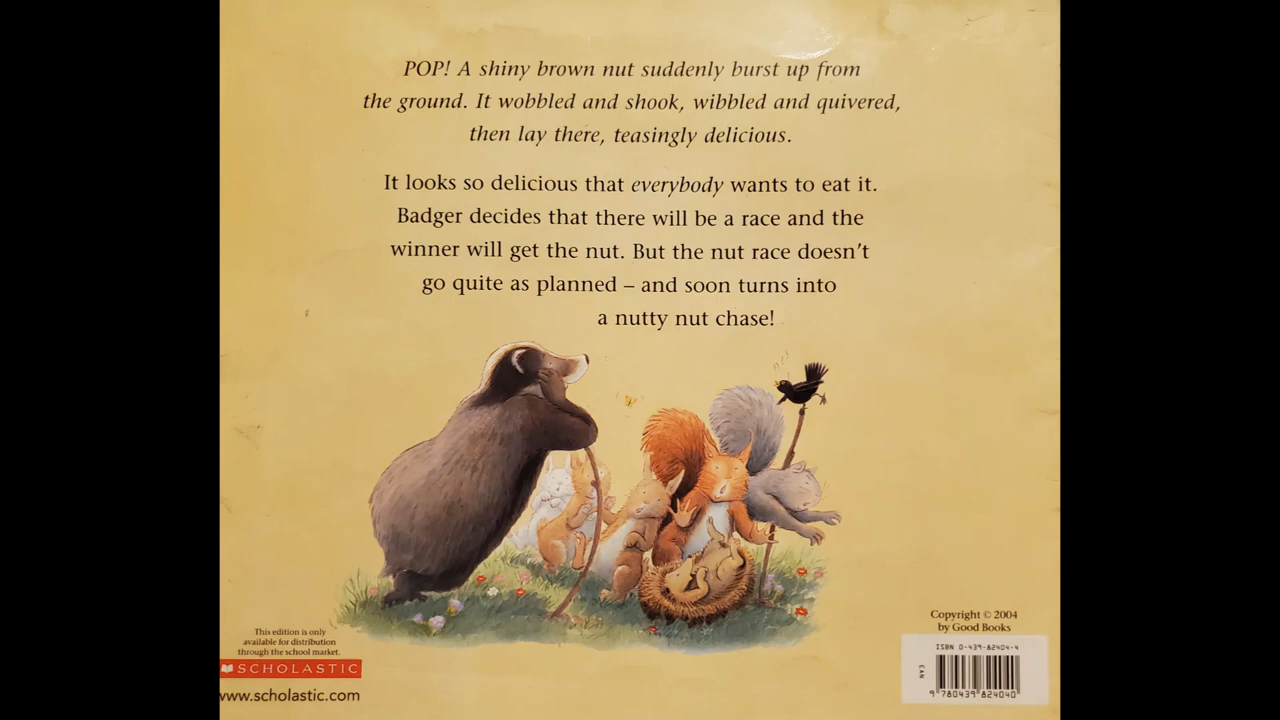 POP! A shiny brown nut suddenly burst up from
the ground. It wobbled and shook, wibbled and quivered,
then lay there, teasingly delicious.
It looks so delicious that everybody wants to eat it.
Badger decides that there will be a race and the
winner will get the nut. But the nut race doesn't
go quite as planned – and soon turns into
a nutty nut chase!
This edition is only
available for distribution
through the school market.
SCHOLASTIC
www.scholastic.com
Copyright © 2004
by Good Books
ISBN 0-439-82404-4
EAN
9 780439 824040